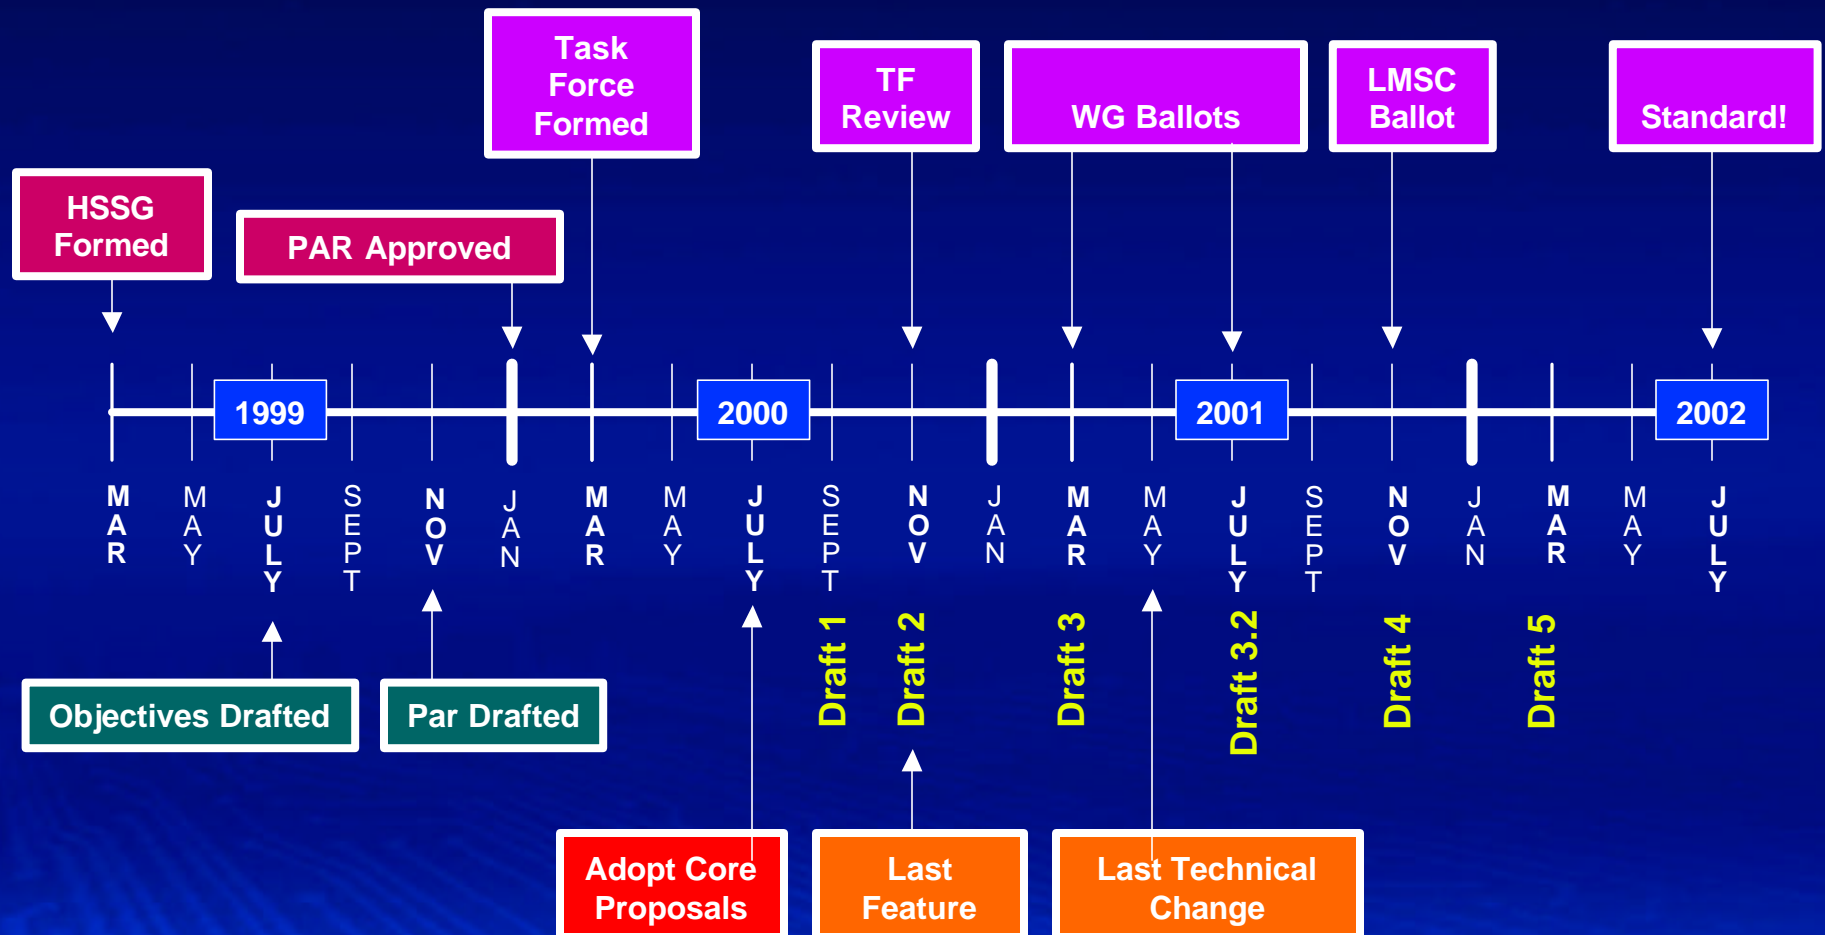 Task
Force
Formed
TF
Review
WG Ballots
LMSC
Ballot
Standard!
HSSG
Formed
PAR Approved
1999
2000
2001
2002
MAR
MAY
JULY
SEPT
NOV
JAN
MAR
MAY
JULY
SEPT
NOV
JAN
MAR
MAY
JULY
SEPT
NOV
JAN
MAR
MAY
JULY
Draft 1
Draft 2
Draft 3
Draft 3.2
Draft 4
Draft 5
Objectives Drafted
Par Drafted
Adopt Core
Proposals
Last
Feature
Last Technical
Change